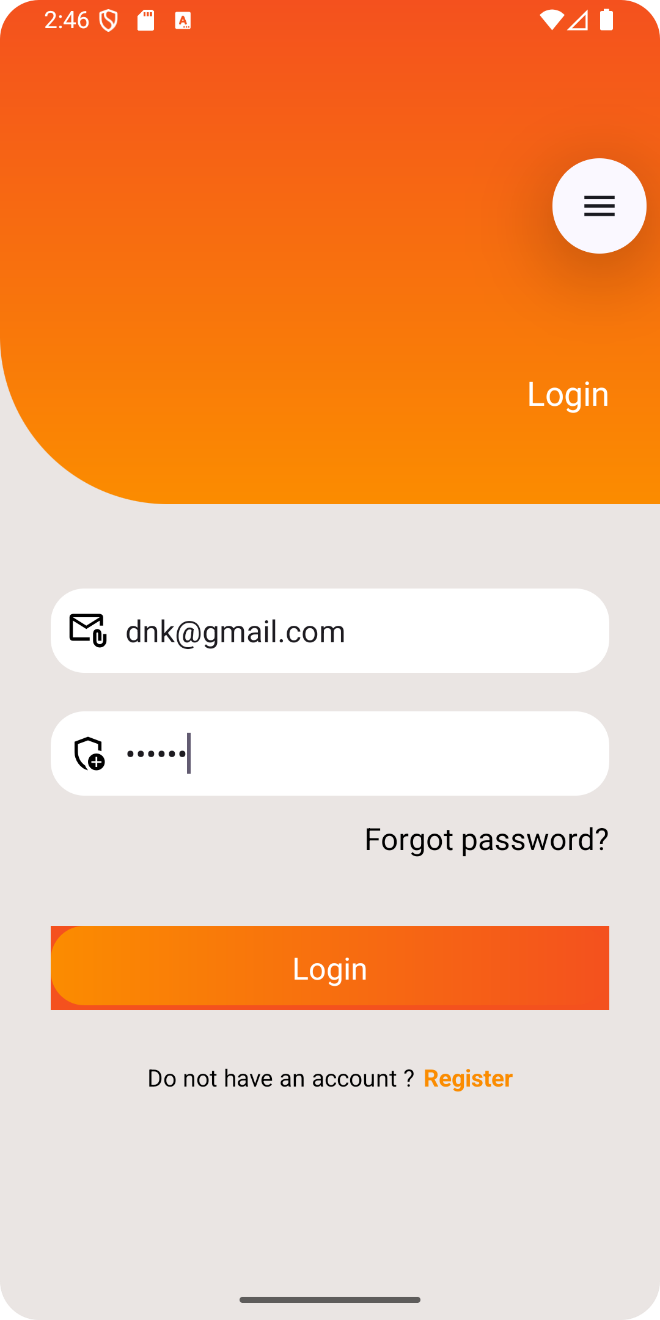 2:46
Login
dnk@gmail.com
••••••
Forgot password?
Login
Do not have an account ? Register